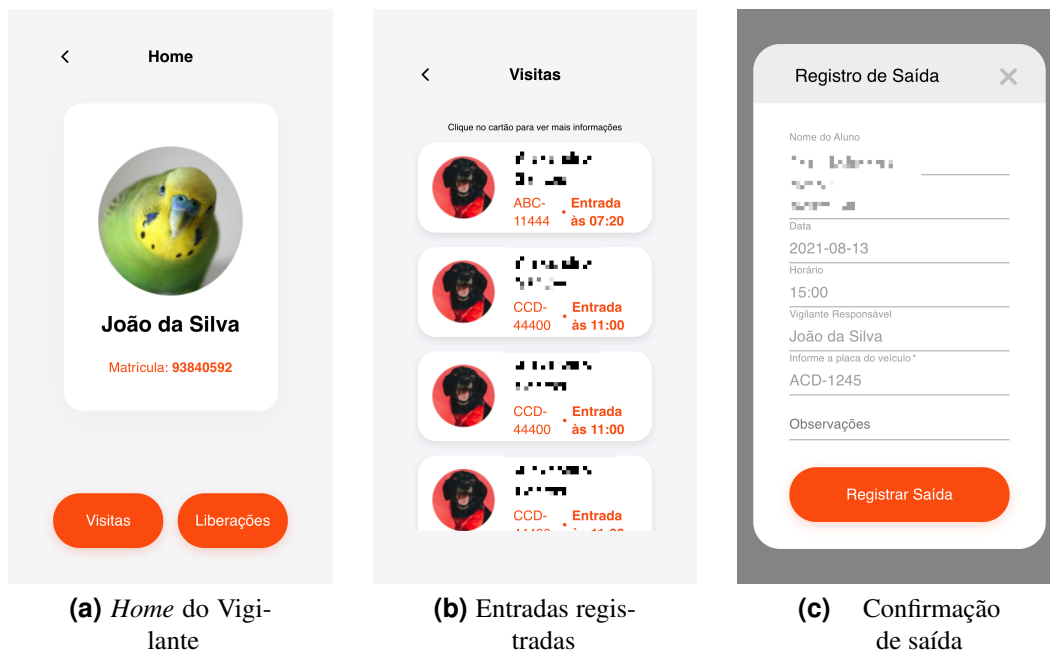 Home
João da Silva
Matrícula: 93840592
Visitas
Liberações
(a) Home do Vigi-
lante
Visitas
Clique no cartão para ver mais informações
ABC-
11444
• Entrada
às 07:20
CCD-
44400
• Entrada
às 11:00
CCD-
44400
• Entrada
às 11:00
CCD-
• Entrada
(b) Entradas regis-
tradas
Registro de Saída
Nome do Aluno
Data
2021-08-13
Horário
15:00
Vigilante Responsável
João da Silva
Informe a placa do veículo *
ACD-1245
Observações
Registrar Saída
(c) Confirmação
de saída